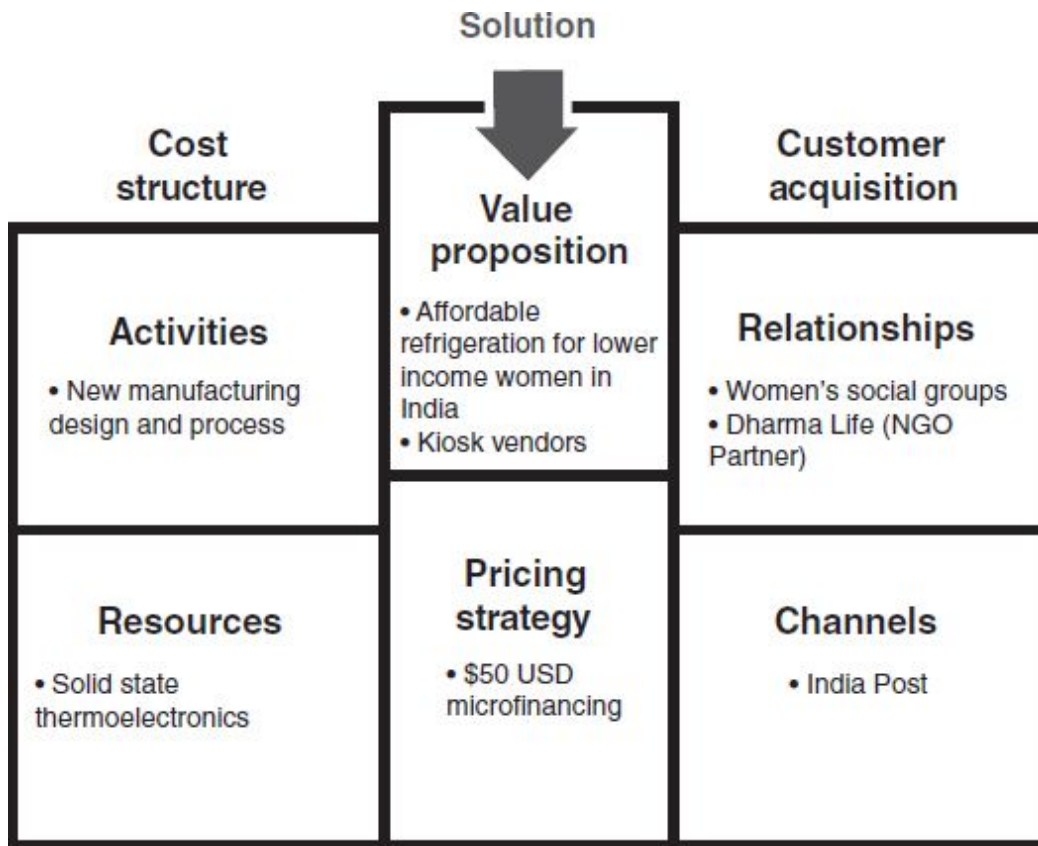 Solution
Cost
structure
Activities
• New manufacturing
design and process
Resources
• Solid state
thermoelectronics
Value
proposition
• Affordable
refrigeration for lower
income women in
India
• Kiosk vendors
Pricing
strategy
• $50 USD
microfinancing
Customer
acquisition
Relationships
• Women’s social groups
• Dharma Life (NGO
Partner)
Channels
• India Post